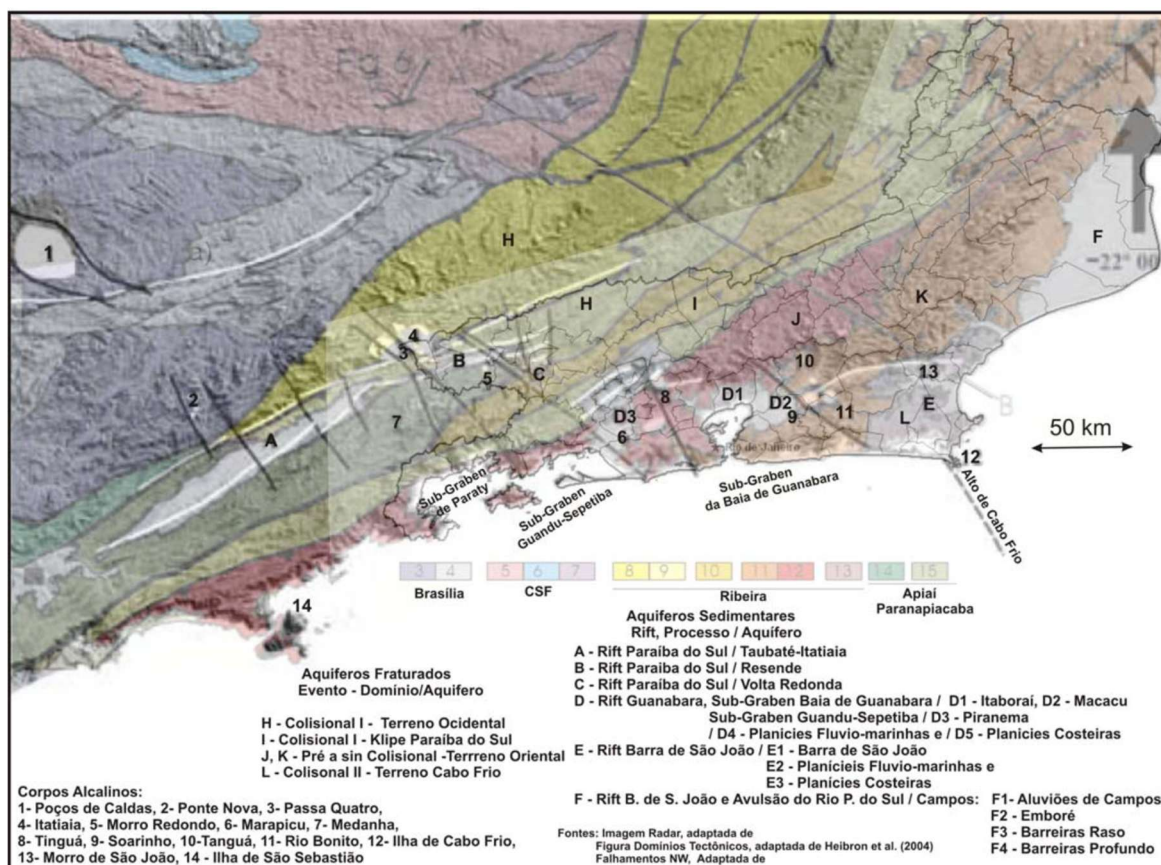 Fig 6
N
-22° 00
1
H
F
H
I
K
J
4
3
B
5
C
10
13
2
7
A
D3
6
8
D1
D2
9
11
E
L
B
50 km
12
Sub-Graben
de Paraty
Sub-Graben
Guandu-Sepetiba
Sub-Graben
da Baia de Guanabara
Alto de Cabo Frio
14
3 4 5 6 7 8 9 10 11 12 13 14 15
Brasília CSF Ribeira Apiaí
Paranapiacaba
Aquiferos Sedimentares
Rift, Processo / Aquífero
A - Rift Paraíba do Sul / Taubaté-Itatiaia
B - Rift Paraiba do Sul / Resende
C - Rift Paraíba do Sul / Volta Redonda
D - Rift Guanabara, Sub-Graben Baia de Guanabara / D1 - Itaboraí, D2 - Macacu
Sub-Graben Guandu-Sepetiba / D3 - Piranema
/ D4 - Planicies Fluvio-marinhas e / D5 - Planicies Costeiras
E - Rift Barra de São João / E1 - Barra de São João
E2 - Planícieis Fluvio-marinhas e
E3 - Planícies Costeiras
F - Rift B. de S. João e Avulsão do Rio P. do Sul / Campos: F1- Aluviões de Campos
F2 - Emboré
F3 - Barreiras Raso
F4 - Barreiras Profundo
Aquiferos Fraturados
Evento - Domínio/Aquifero
H - Colisional I - Terreno Ocidental
I - Colisional I - Klipe Paraíba do Sul
J, K - Pré a sin Colisional -Terrreno Oriental
L - Colisonal II - Terreno Cabo Frio
Corpos Alcalinos:
1- Poços de Caldas, 2- Ponte Nova, 3- Passa Quatro,
4- Itatiaia, 5- Morro Redondo, 6- Marapicu, 7- Medanha,
8- Tinguá, 9- Soarinho, 10-Tanguá, 11- Rio Bonito, 12- Ilha de Cabo Frio,
13- Morro de São João, 14 - Ilha de São Sebastião
Fontes: Imagem Radar, adaptada de
Figura Domínios Tectônicos, adaptada de Heibron et al. (2004)
Falhamentos NW, Adaptada de